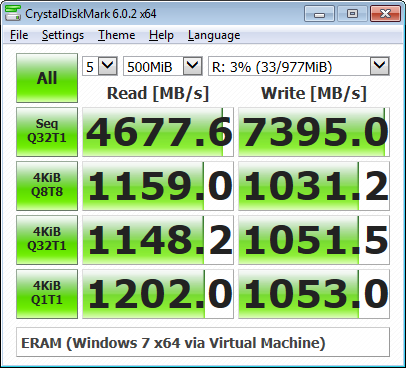 CrystalDiskMark 6.0.2 x64
File Settings Theme Help Language
All 5 500MiB R: 3% (33/977MiB)
Read [MB/s] Write [MB/s]
Seq
Q32T1 4677.6 7395.0
4KiB
Q8T8 1159.0 1031.2
4KiB
Q32T1 1148.2 1051.5
4KiB
Q1T1 1202.0 1053.0
ERAM (Windows 7 x64 via Virtual Machine)